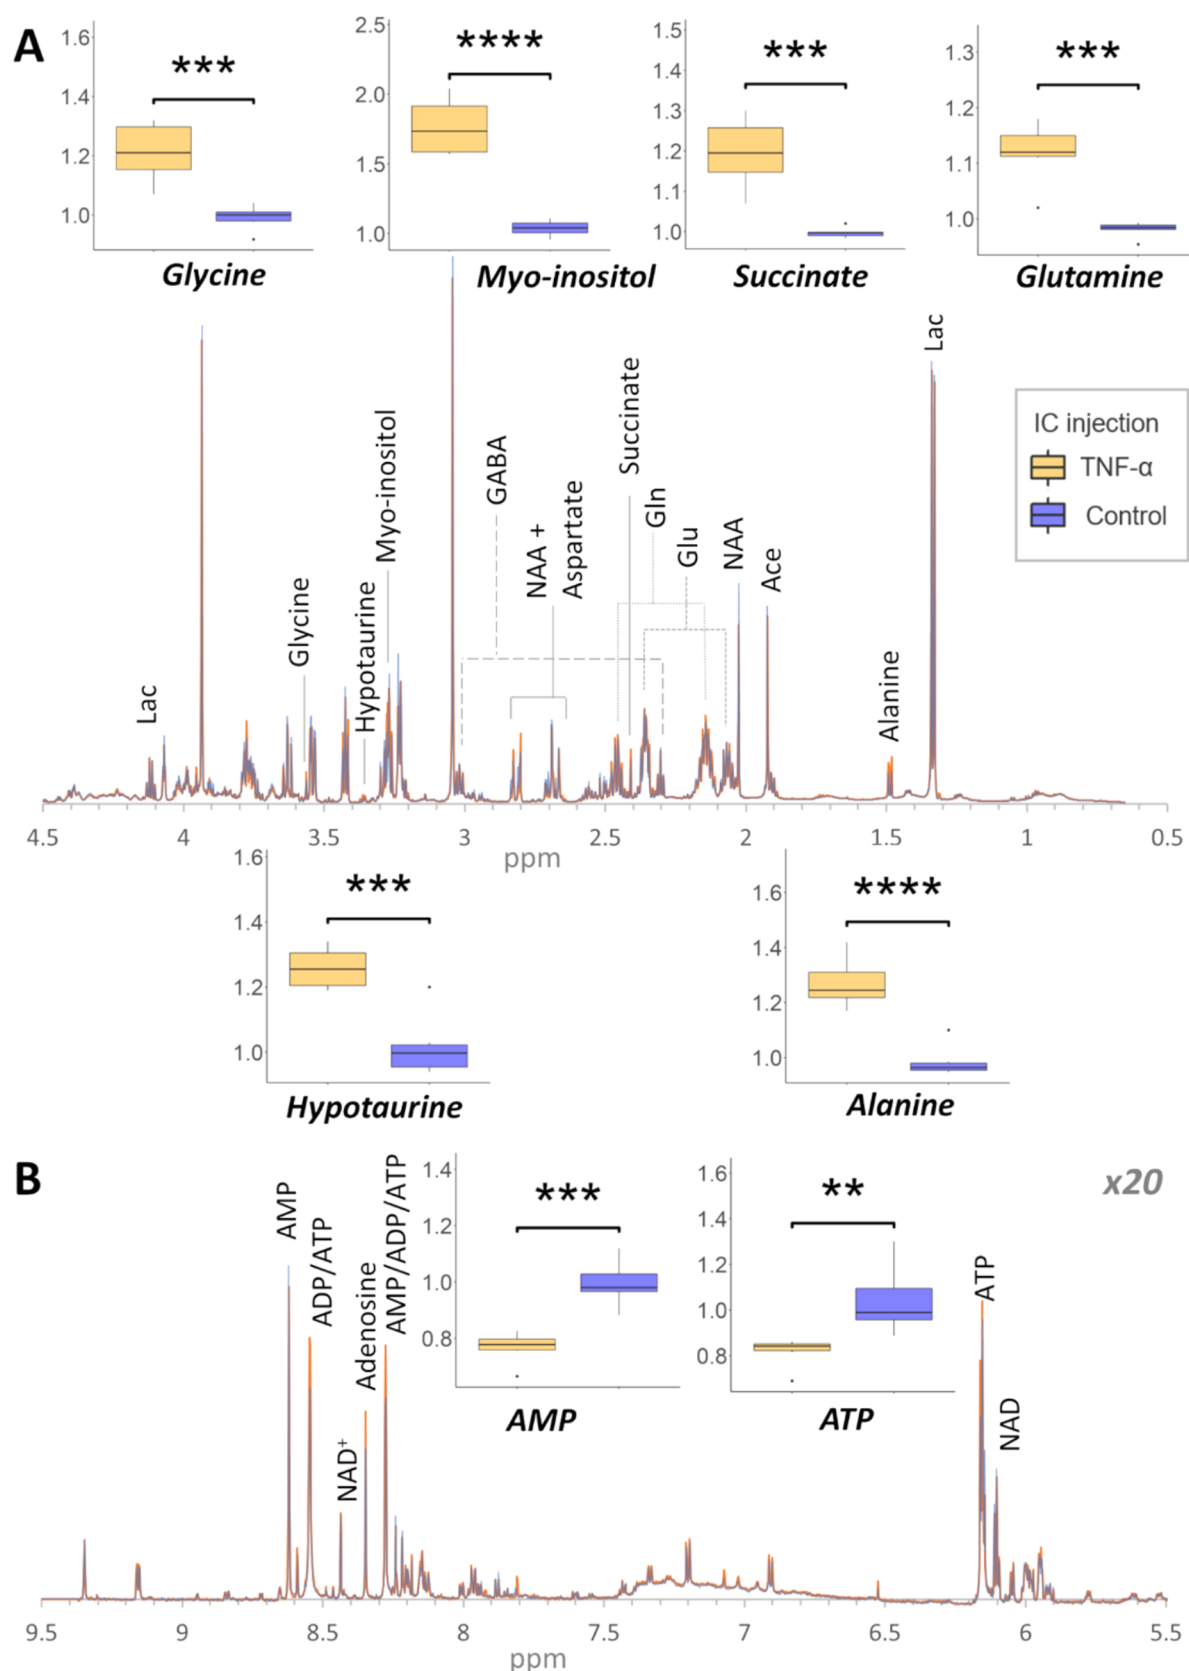 A
1.6
1.4
1.2
1.0
***
Glycine
2.5
2.0
1.5
1.0
****
Myo-inositol
1.5
1.4
1.3
1.2
1.1
1.0
***
Succinate
1.3
1.2
1.1
1.0
***
Glutamine
Lac
Glycine
Hypotaurine
Myo-inositol
GABA
NAA +
Aspartate
Succinate
Gln
Glu
NAA
Ace
Alanine
Lac
IC injection
TNF-α
Control
4.5 4 3.5 3 2.5 2 1.5 1 0.5
ppm
1.6
1.4
1.2
1.0
***
Hypotaurine
1.6
1.4
1.2
1.0
****
Alanine
B
AMP
ADP/ATP
NAD+
Adenosine
AMP/ADP/ATP
1.4
1.2
1.0
0.8
***
AMP
1.6
1.4
1.2
1.0
0.8
**
ATP
x20
ATP
NAD
9.5 9 8.5 8 7.5 7 6.5 6 5.5
ppm